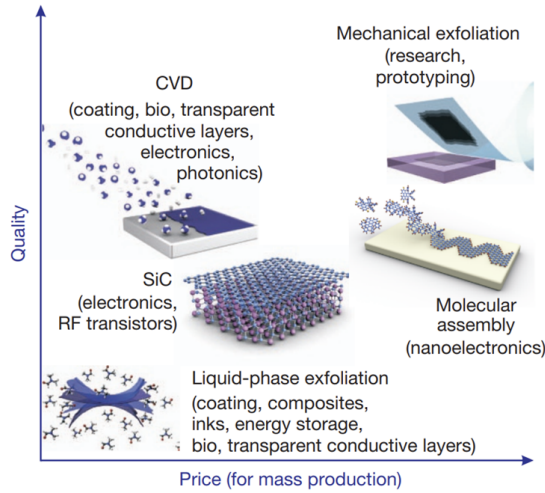 Mechanical exfoliation
(research,
prototyping)
CVD
(coating, bio, transparent
conductive layers,
electronics,
photonics)
Quality
SiC
(electronics,
RF transistors)
Molecular
assembly
(nanoelectronics)
Liquid-phase exfoliation
(coating, composites,
inks, energy storage,
bio, transparent conductive layers)
Price (for mass production)